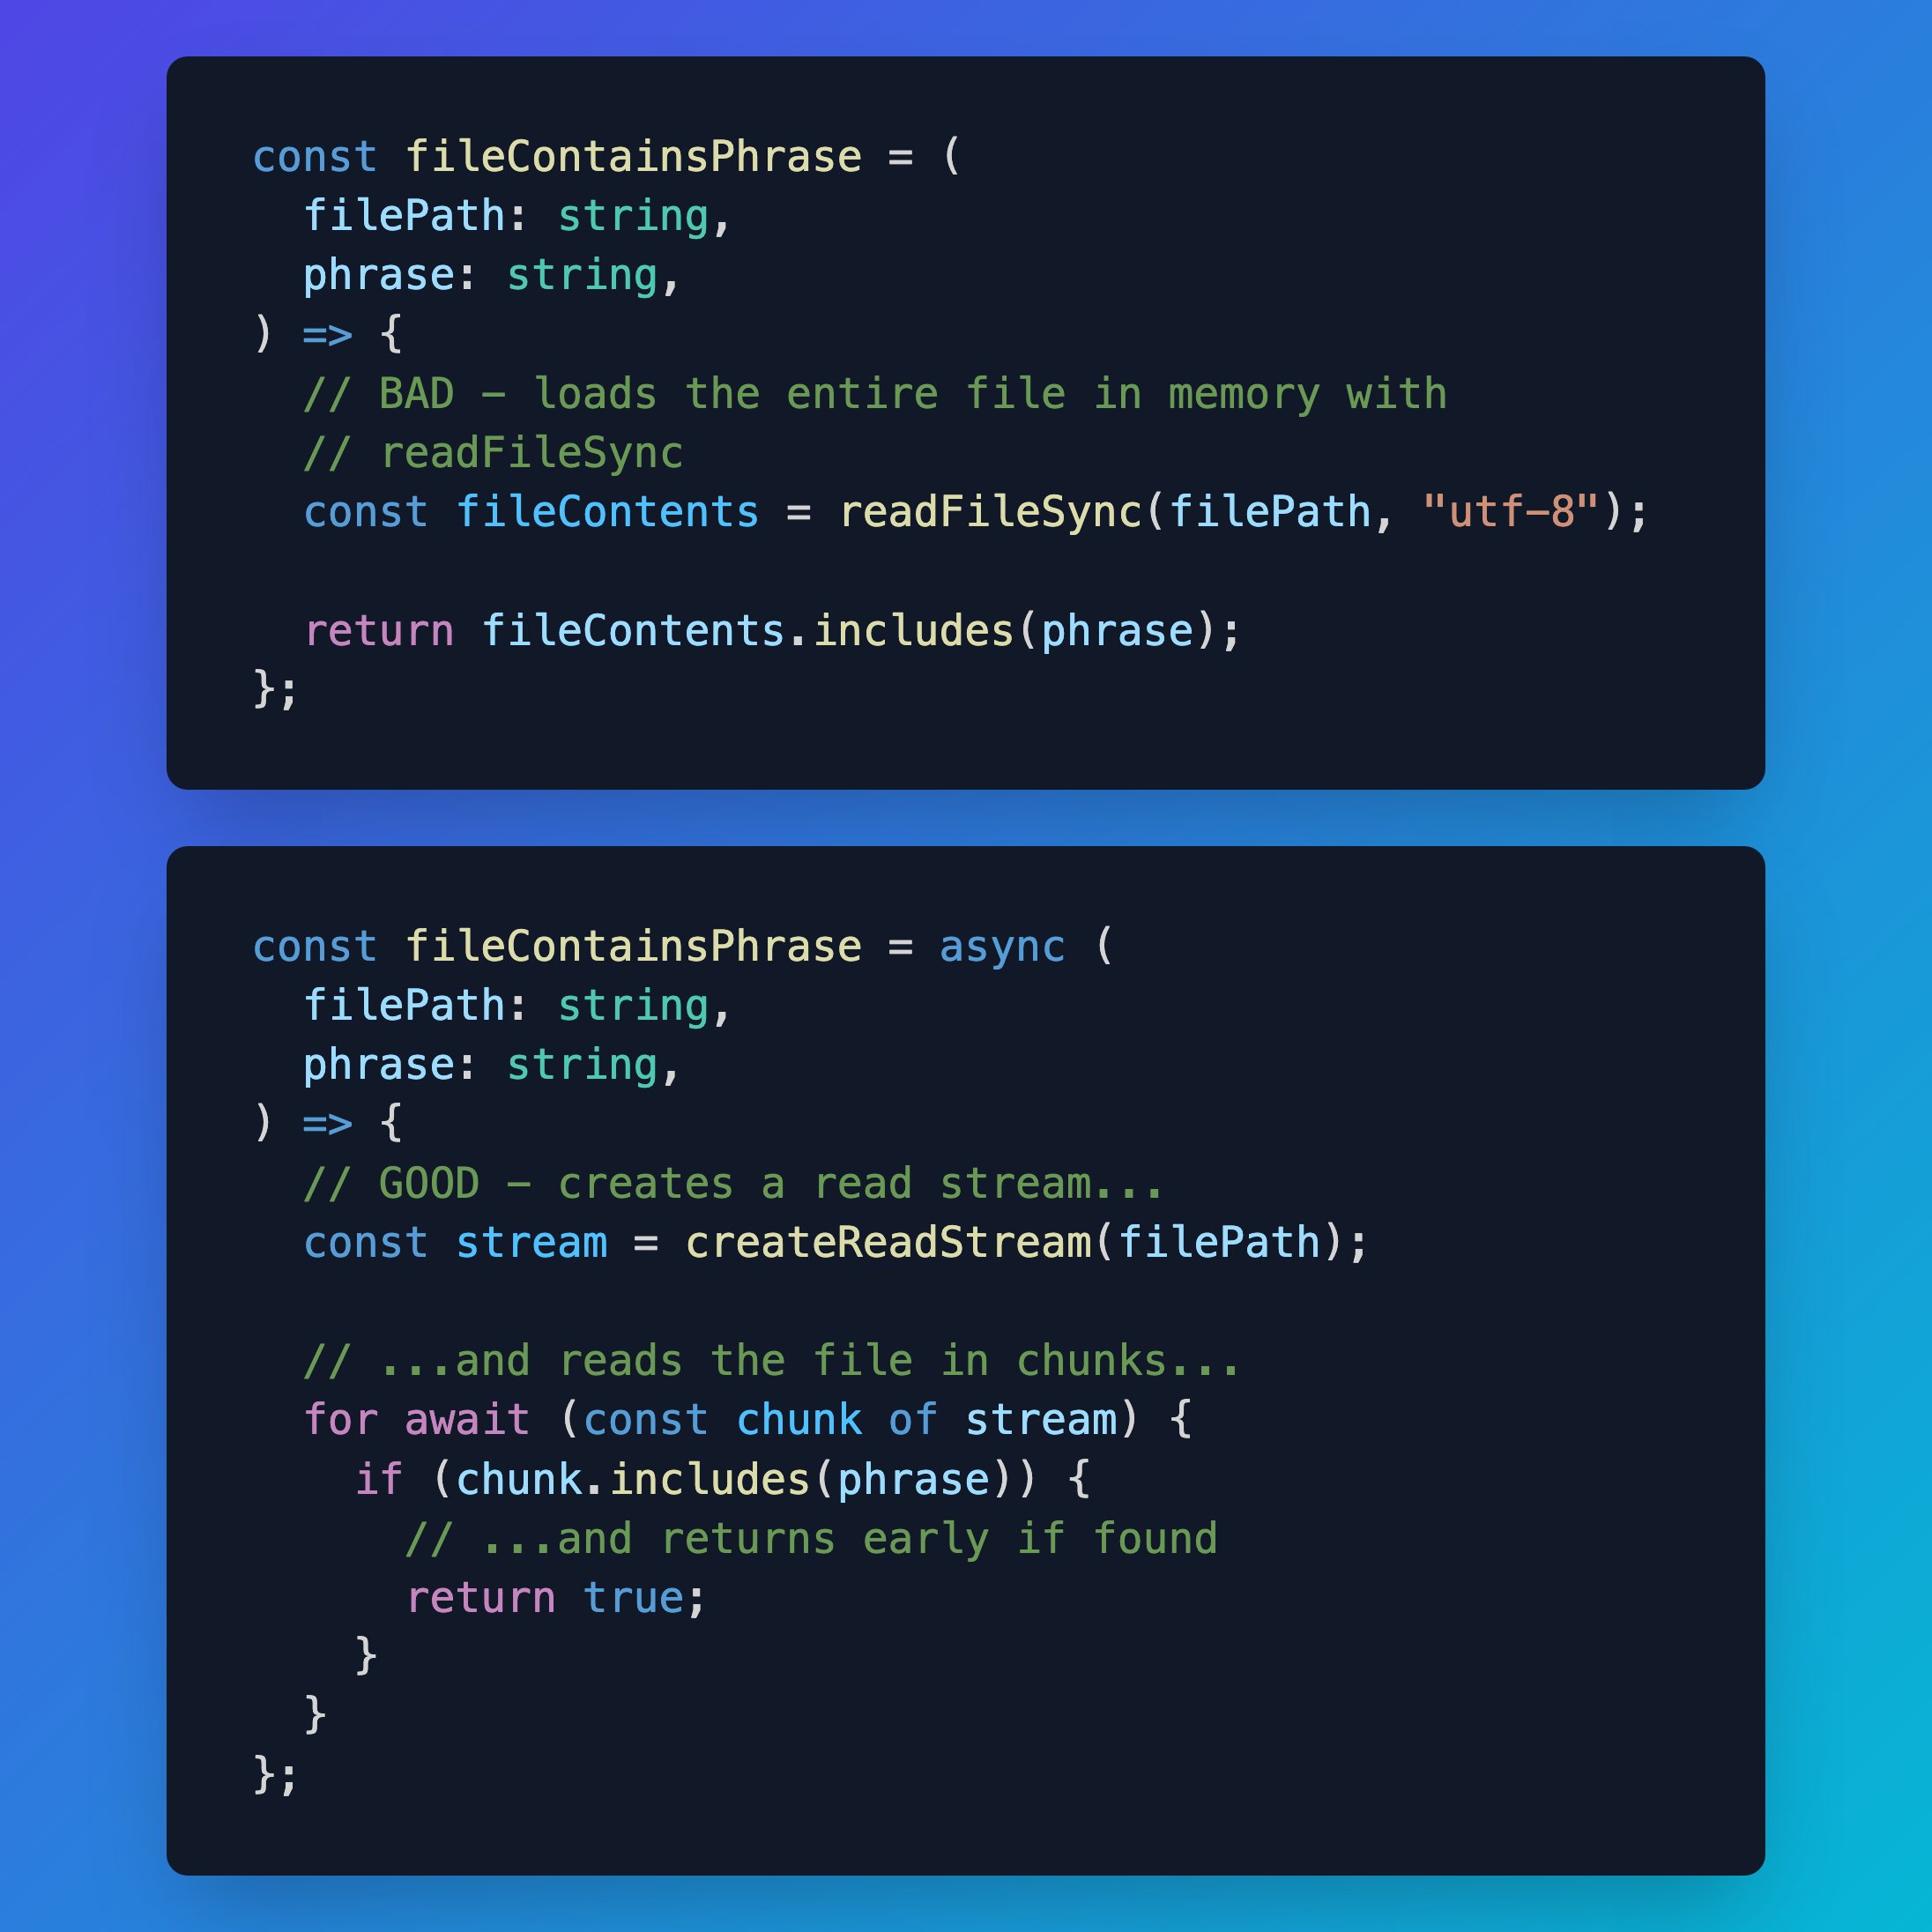 const fileContainsPhrase = (
  filePath: string,
  phrase: string,
) => {
  // BAD - loads the entire file in memory with
  // readFileSync
  const fileContents = readFileSync(filePath, "utf-8");

  return fileContents.includes(phrase);
};

const fileContainsPhrase = async (
  filePath: string,
  phrase: string,
) => {
  // GOOD - creates a read stream...
  const stream = createReadStream(filePath);

  // ...and reads the file in chunks...
  for await (const chunk of stream) {
    if (chunk.includes(phrase)) {
      // ...and returns early if found
      return true;
    }
  }
};